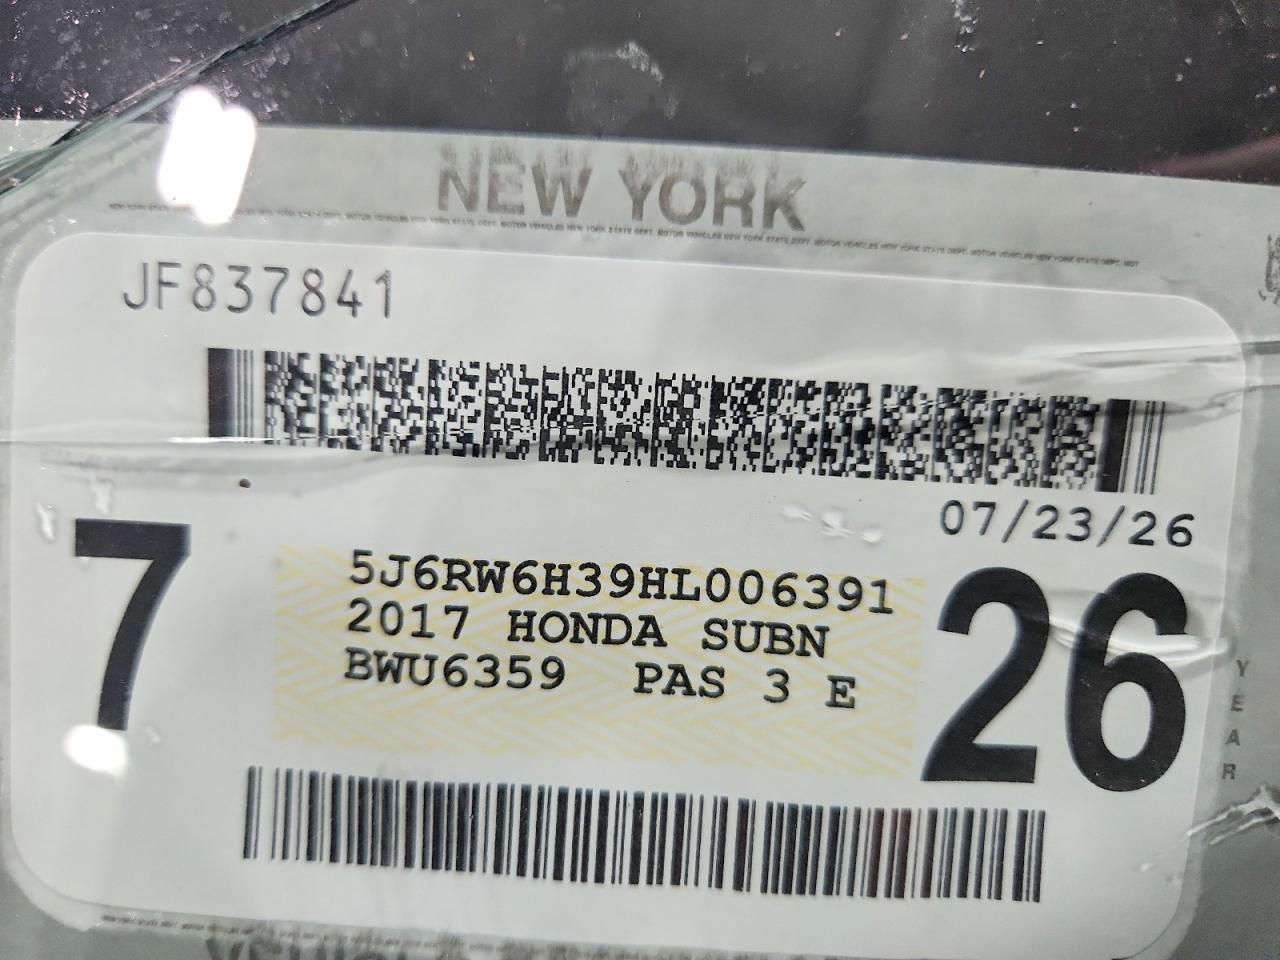 NEW YORK
JF837841
07/23/26
7
5J6RW6H39HL006391
2017 HONDA SUBN
BWU6359 PAS 3 E
26
YEAR